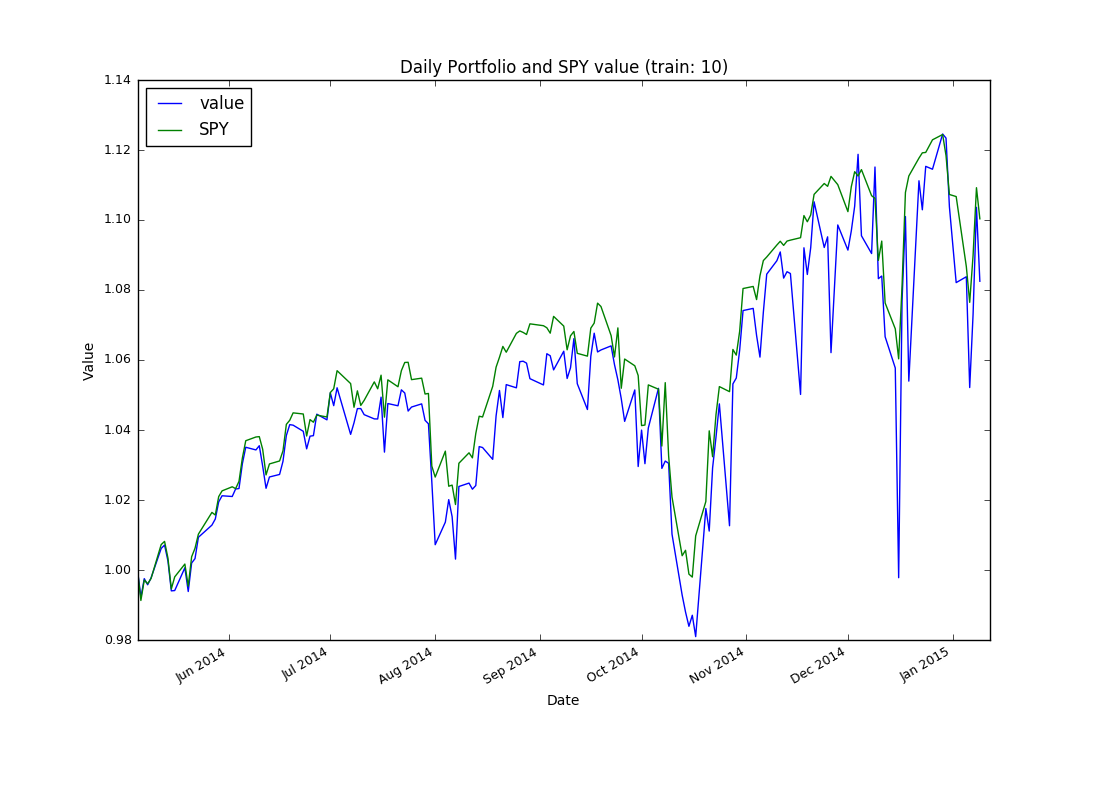 Daily Portfolio and SPY value (train: 10)
1.14
value
SPY
1.12
1.10
1.08
1.06
1.04
1.02
1.00
0.98
Value
Jun 2014
Jul 2014
Aug 2014
Sep 2014
Oct 2014
Nov 2014
Dec 2014
Jan 2015
Date